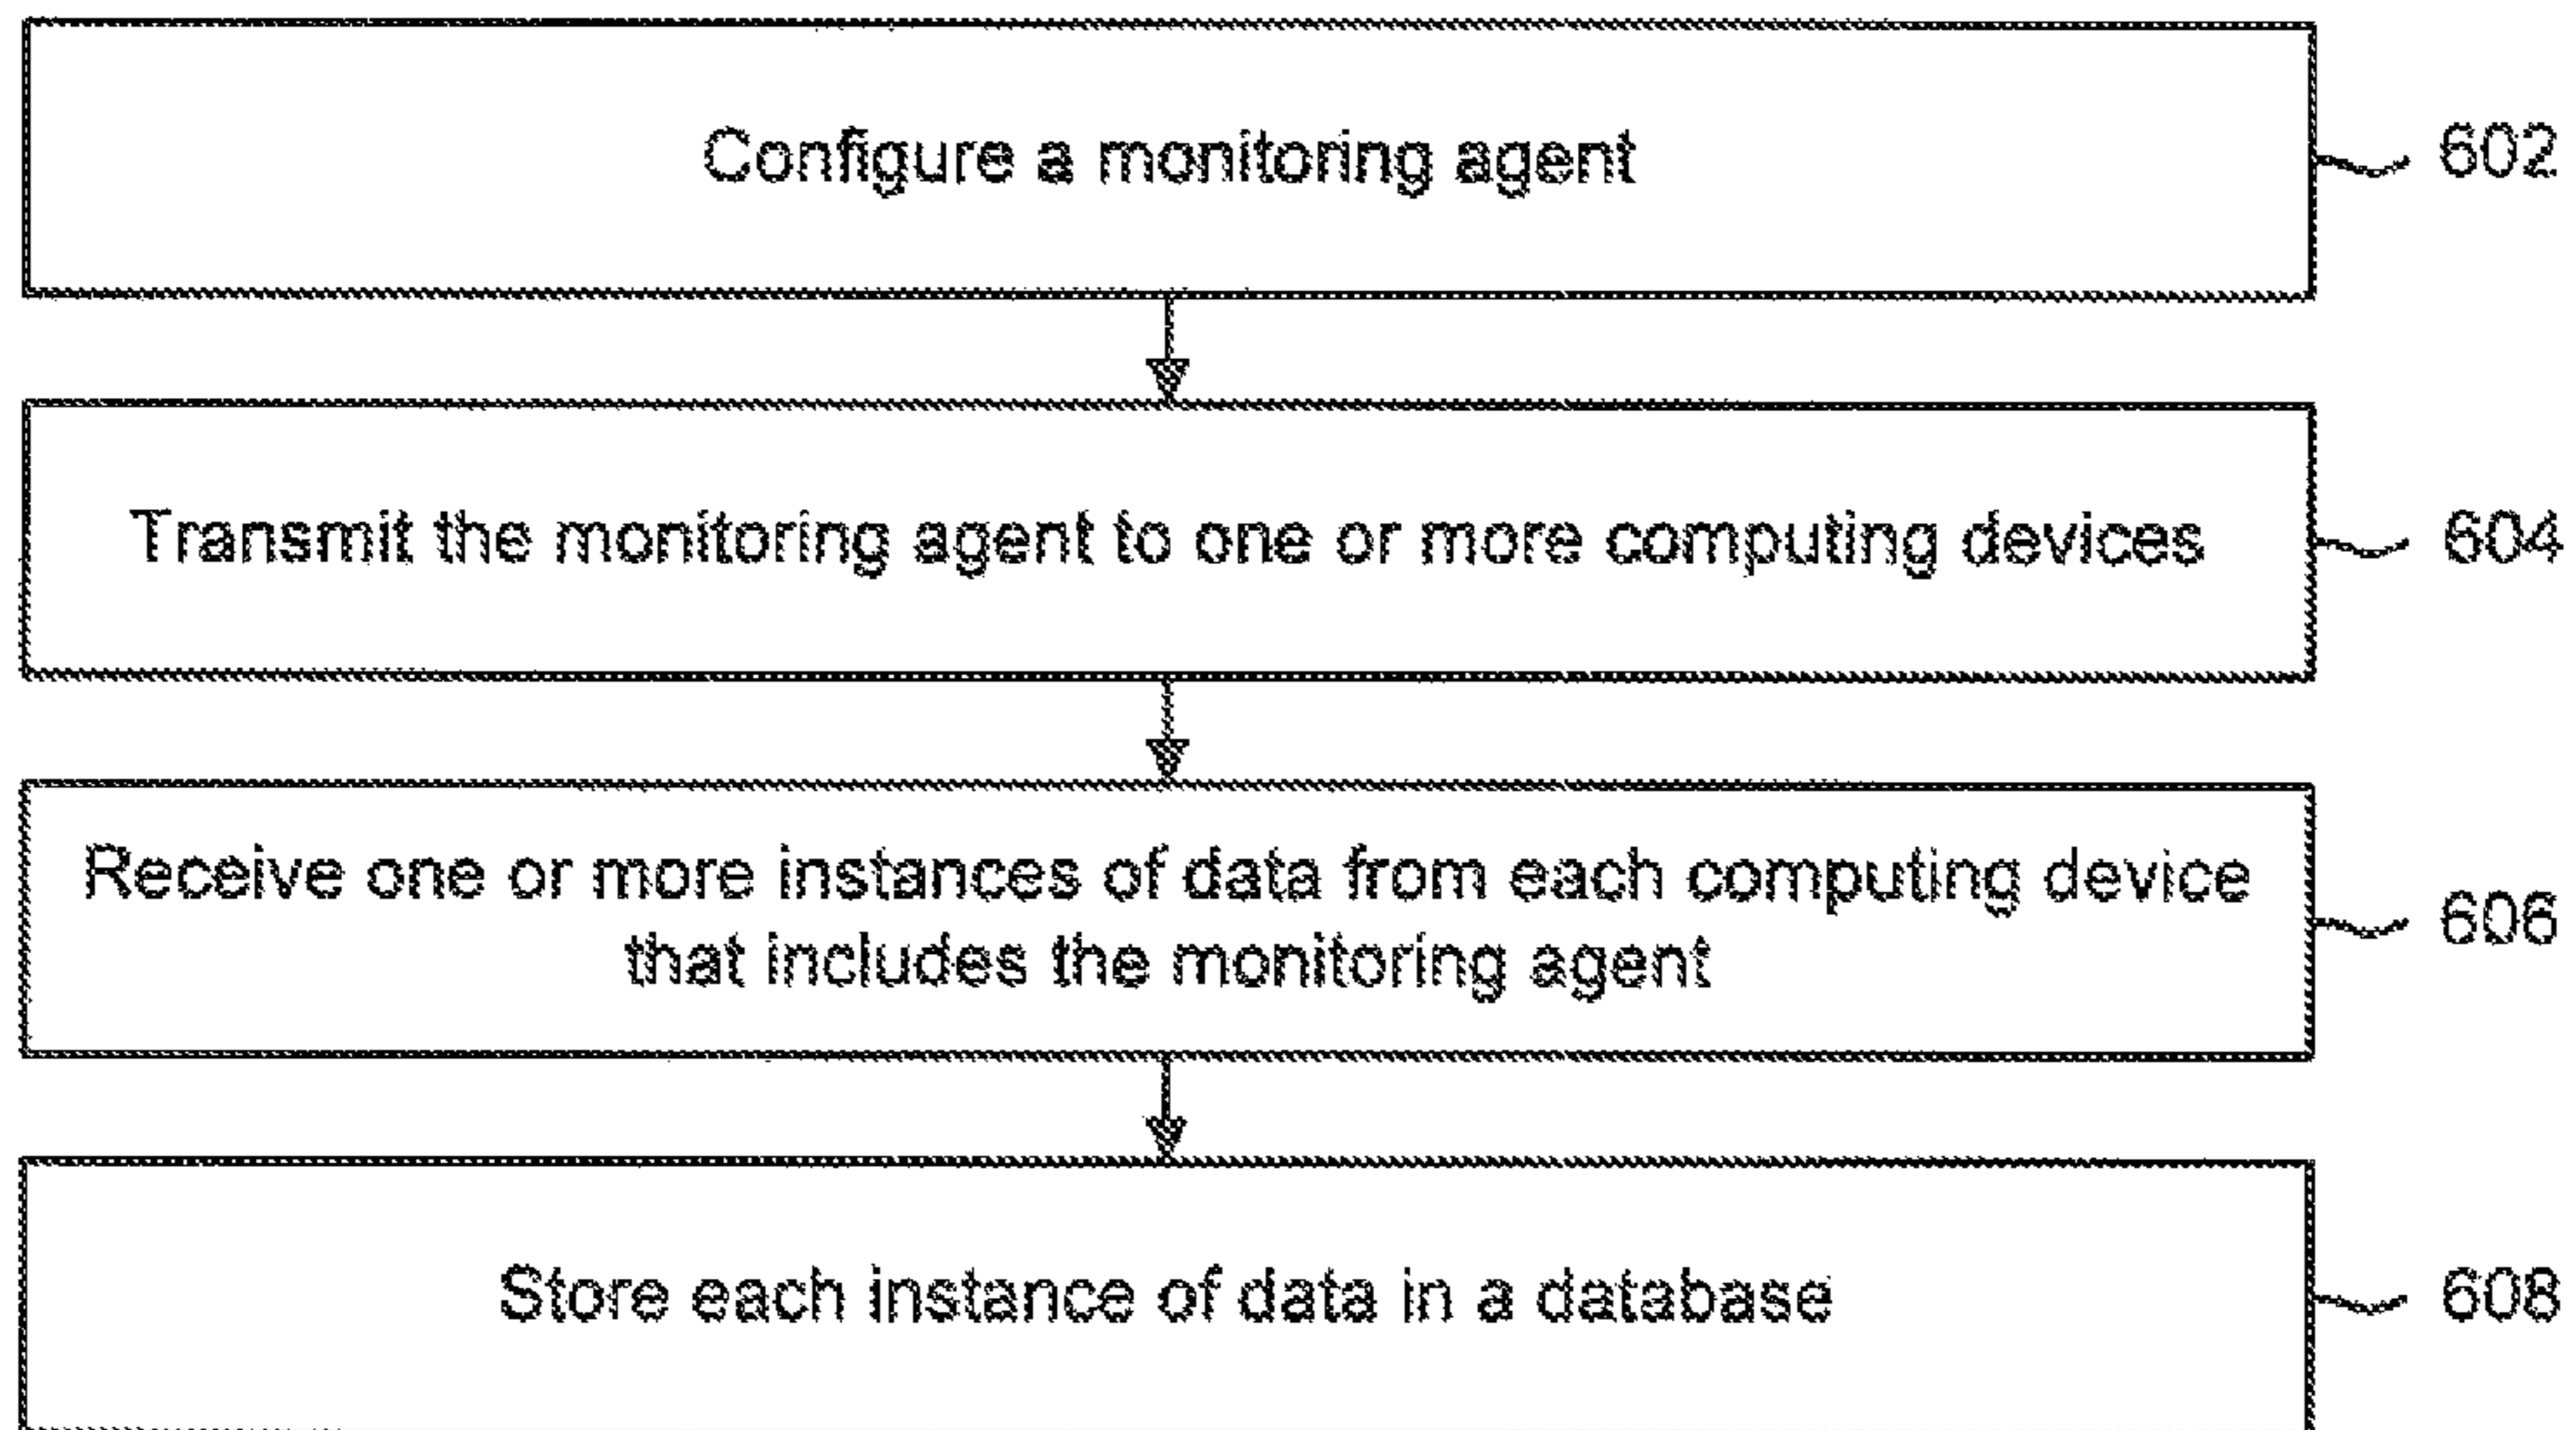 Configure a monitoring agent
602
Transmit the monitoring agent to one or more computing devices
604
Receive one or more instances of data from each computing device
that includes the monitoring agent
606
Store each instance of data in a database
608